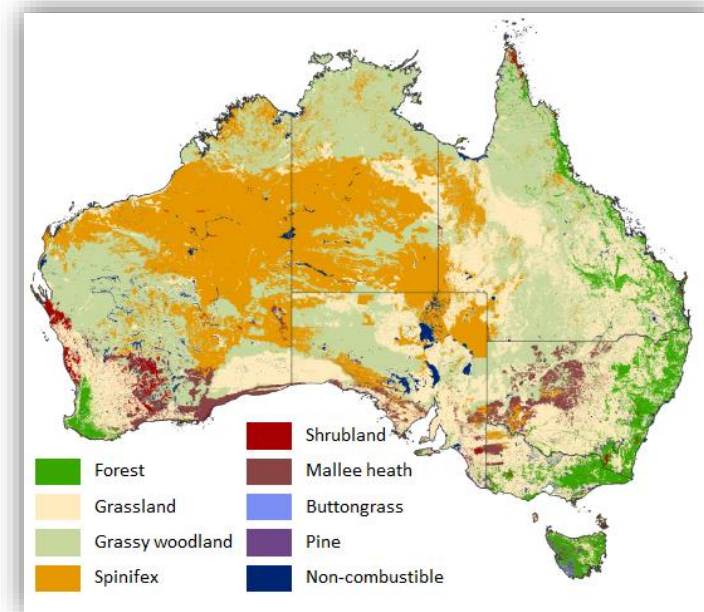 Shrubland
Forest
Mallee heath
Grassland
Buttongrass
Grassy woodland
Pine
Spinifex
Non-combustible